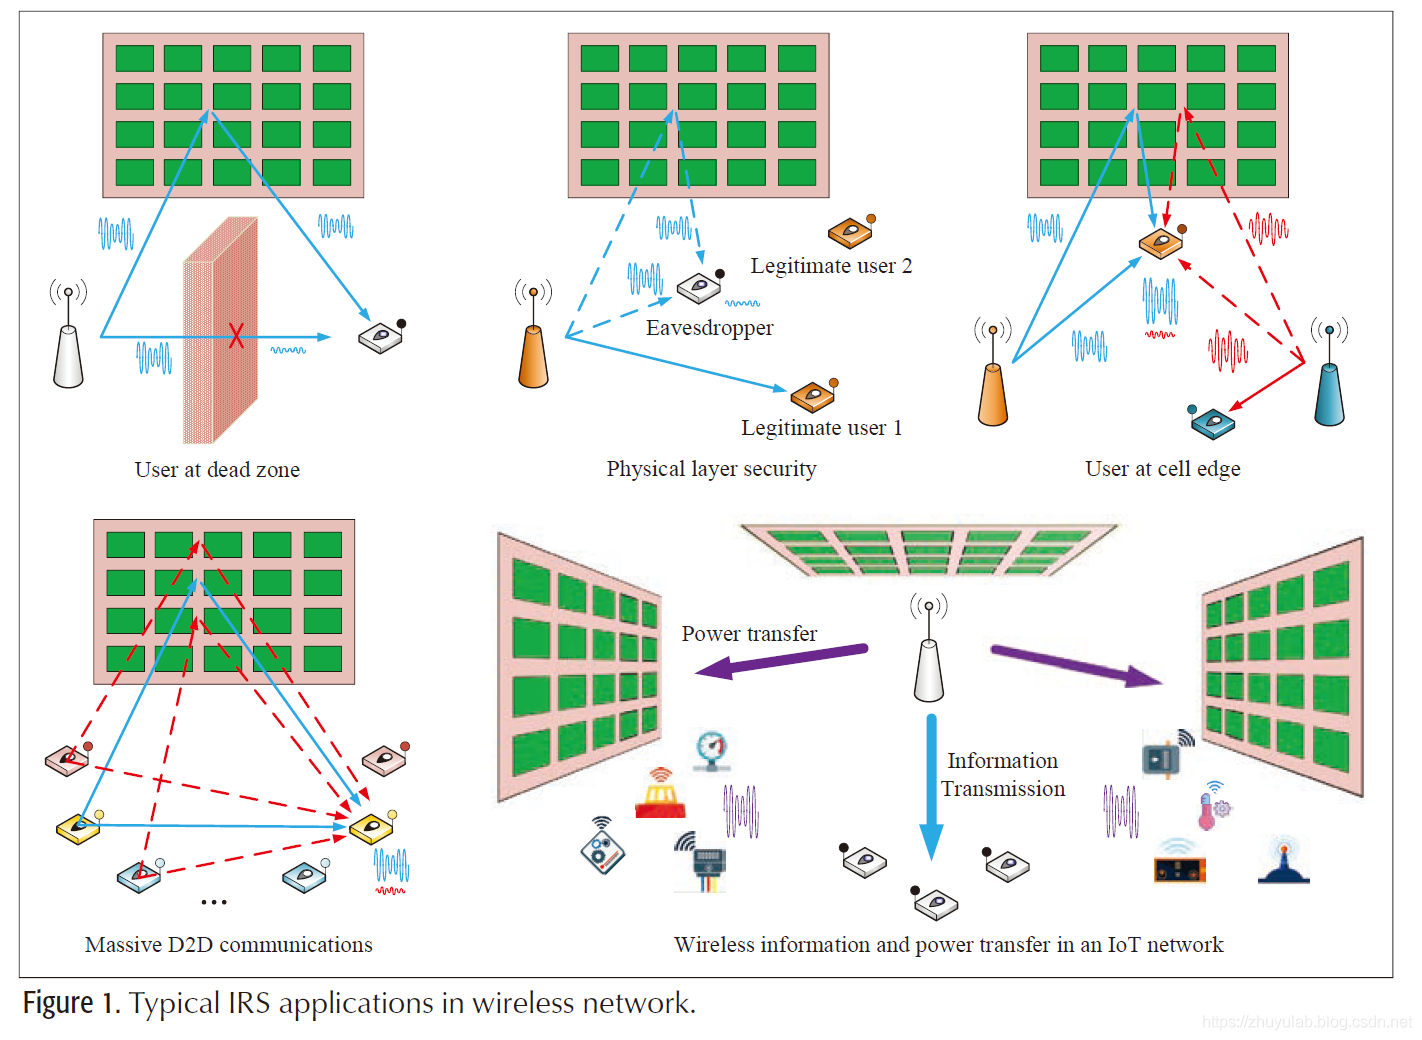 Legitimate user 2
Eavesdropper
Legitimate user 1
User at dead zone
Physical layer security
User at cell edge
Power transfer
Information
Transmission
...
Massive D2D communications
Wireless information and power transfer in an IoT network
Figure 1. Typical IRS applications in wireless network.
https://zhuyulab.blog.csdn.net